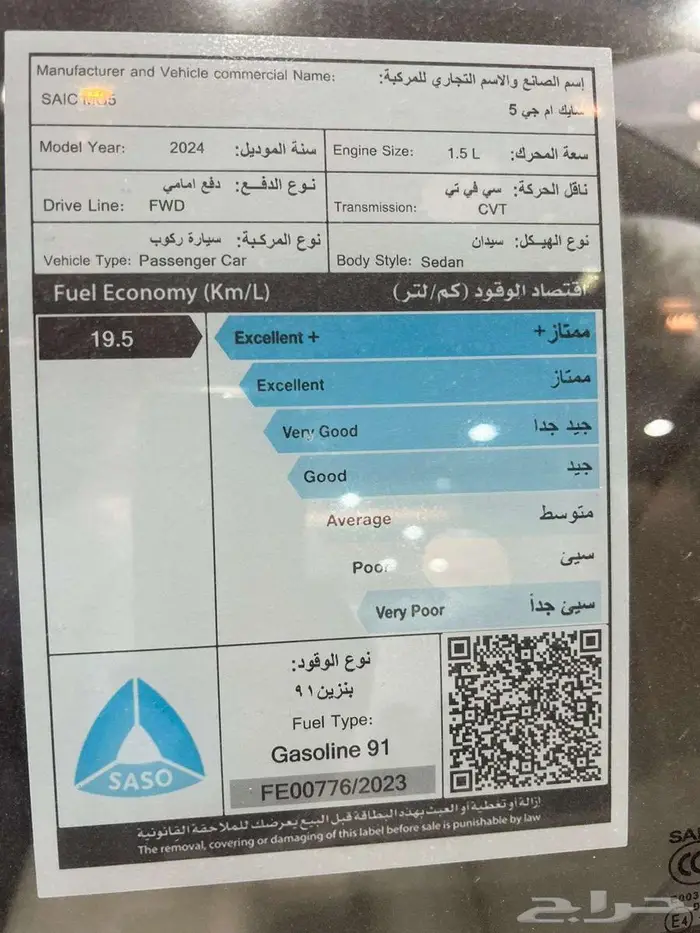 Manufacturer and Vehicle commercial Name:
إسم الصانع والاسم التجاري للمركبة:
SAIC MG5
سايك ام جي 5
Model Year: 2024 سنة الموديل:
Engine Size: 1.5 L سعة المحرك:
نوع الدفع: دفع امامي
Drive Line: FWD
ناقل الحركة: سي في تي
Transmission: CVT
نوع المركبة: سيارة ركوب
Vehicle Type: Passenger Car
نوع الهيكل: سيدان
Body Style: Sedan
Fuel Economy (Km/L) اقتصاد الوقود (كم/لتر)
19.5
Excellent + ممتاز+
Excellent ممتاز
Very Good جيد جدا
Good جيد
Average متوسط
Poor سيئ
Very Poor سيئ جداً
SASO
نوع الوقود:
بنزين ٩١
Fuel Type:
Gasoline 91
FE00776/2023
إزالة أو تغطية أو العبث بهذه البطاقة قبل البيع يعرضك للملاحقة القانونية
The removal, covering or damaging of this label before sale is punishable by law
E4
حراج